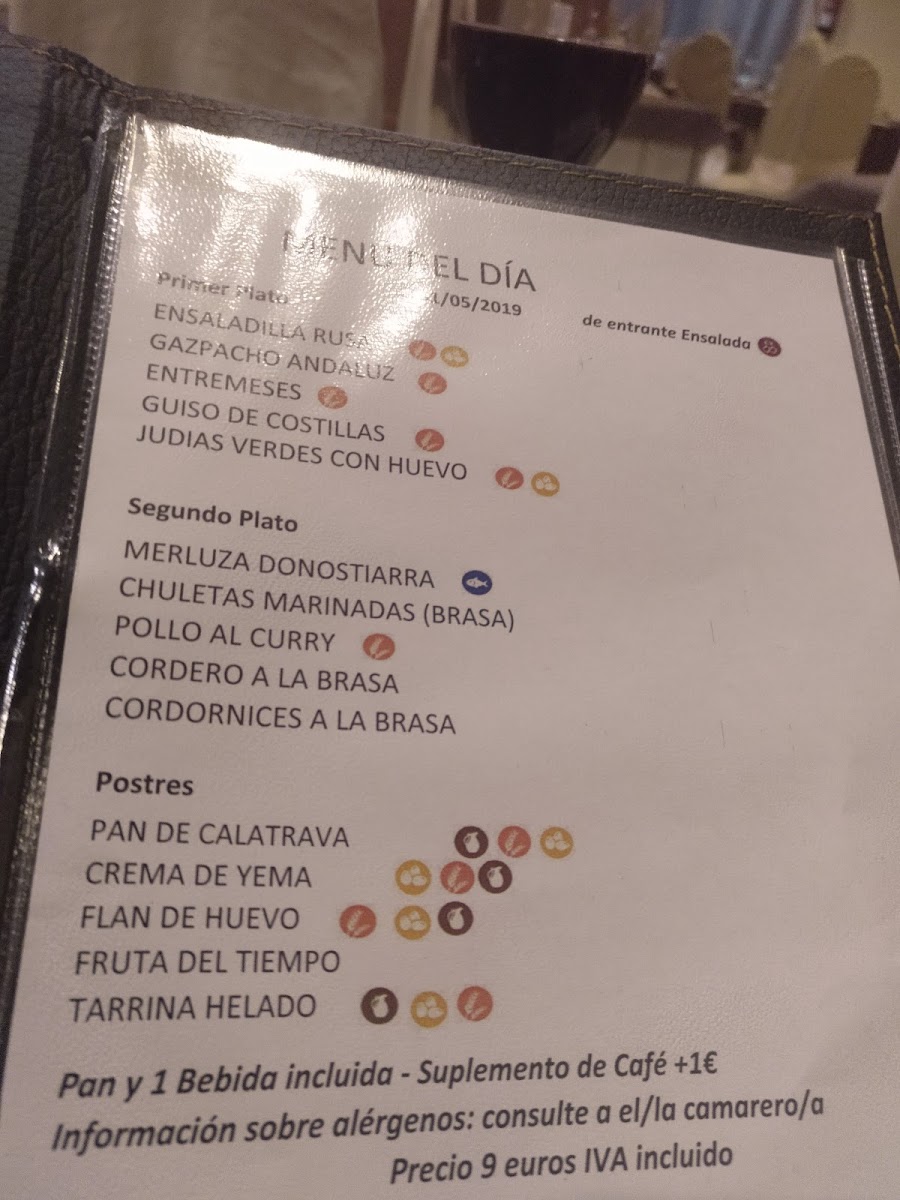 MENU DEL DÍA
/05/2019
Primer Plato
de entrante Ensalada
ENSALADILLA RUSA
GAZPACHO ANDALUZ
ENTREMESES
GUISO DE COSTILLAS
JUDIAS VERDES CON HUEVO
Segundo Plato
MERLUZA DONOSTIARRA
CHULETAS MARINADAS (BRASA)
POLLO AL CURRY
CORDERO A LA BRASA
CORDORNICES A LA BRASA
Postres
PAN DE CALATRAVA
CREMA DE YEMA
FLAN DE HUEVO
FRUTA DEL TIEMPO
TARRINA HELADO
Pan y 1 Bebida incluida - Suplemento de Café +1€
Información sobre alérgenos: consulte a el/la camarero/a
Precio 9 euros IVA incluido